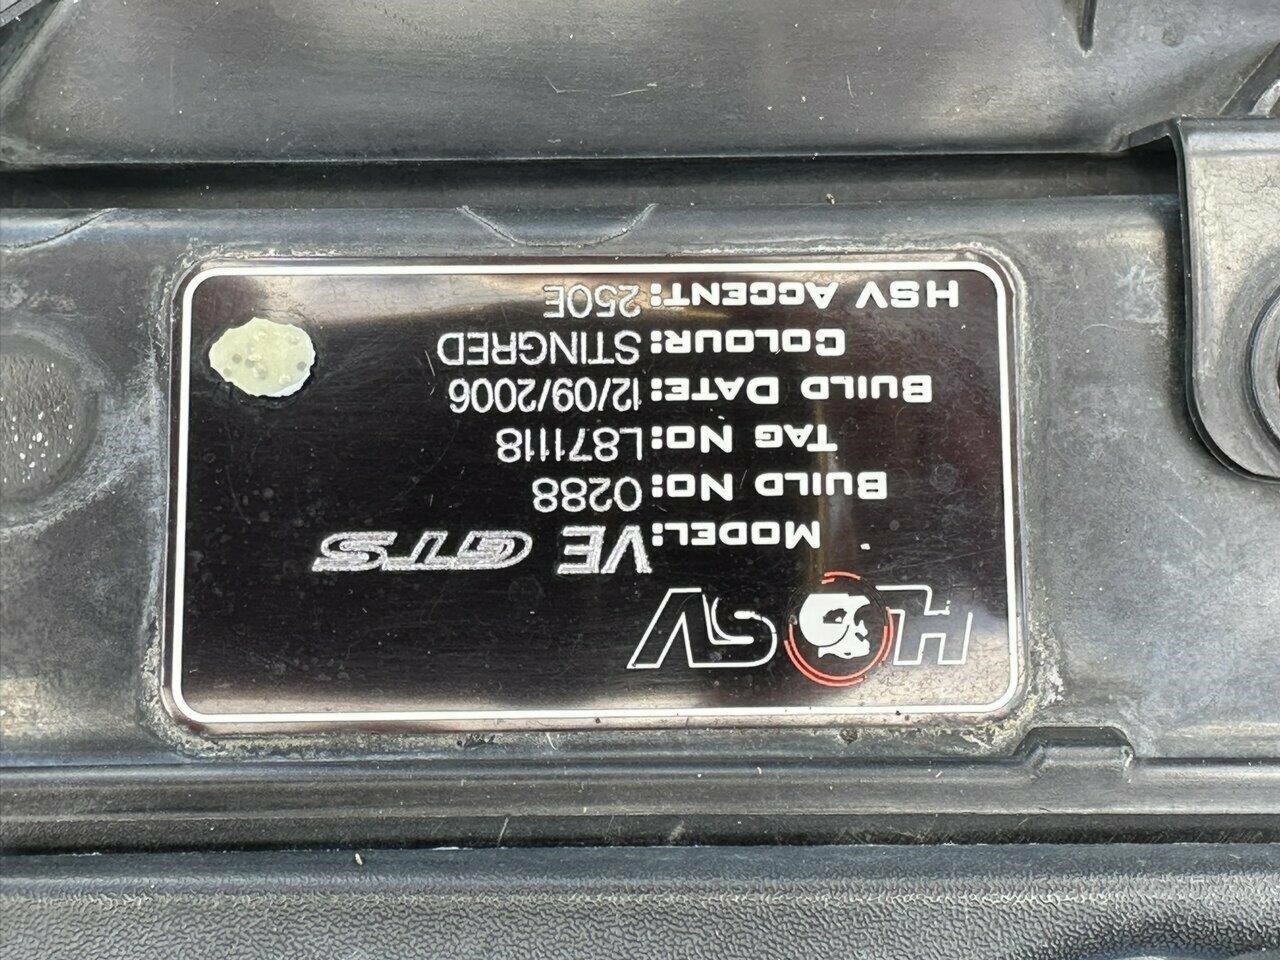 HSV
MODEL: VE GTS
BUILD NO: 0288
TAG NO: L871118
BUILD DATE: 12/09/2006
COLOUR: STINGRED
HSV ACCENT: 250E